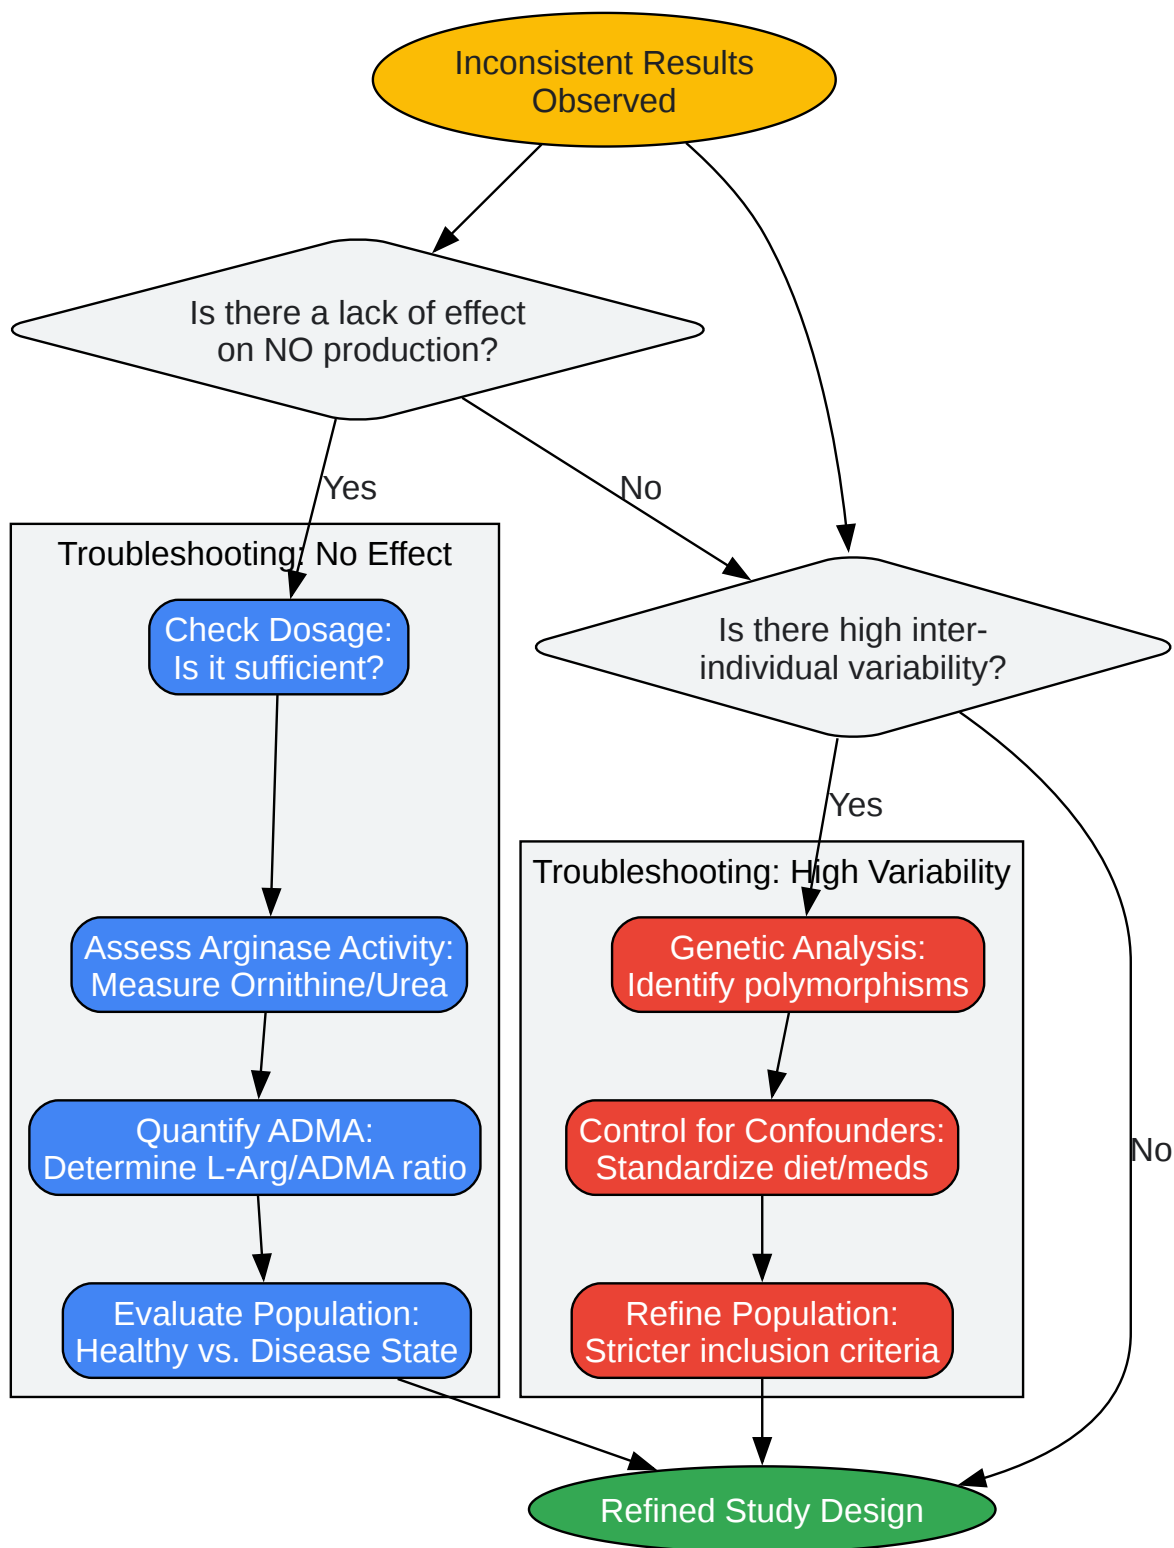 Inconsistent Results
Observed
Is there a lack of effect
on NO production?
Yes
No
Troubleshooting: No Effect
Check Dosage:
Is it sufficient?
Assess Arginase Activity:
Measure Ornithine/Urea
Quantify ADMA:
Determine L-Arg/ADMA ratio
Evaluate Population:
Healthy vs. Disease State
Is there high inter-
individual variability?
Yes
No
Troubleshooting: High Variability
Genetic Analysis:
Identify polymorphisms
Control for Confounders:
Standardize diet/meds
Refine Population:
Stricter inclusion criteria
Refined Study Design